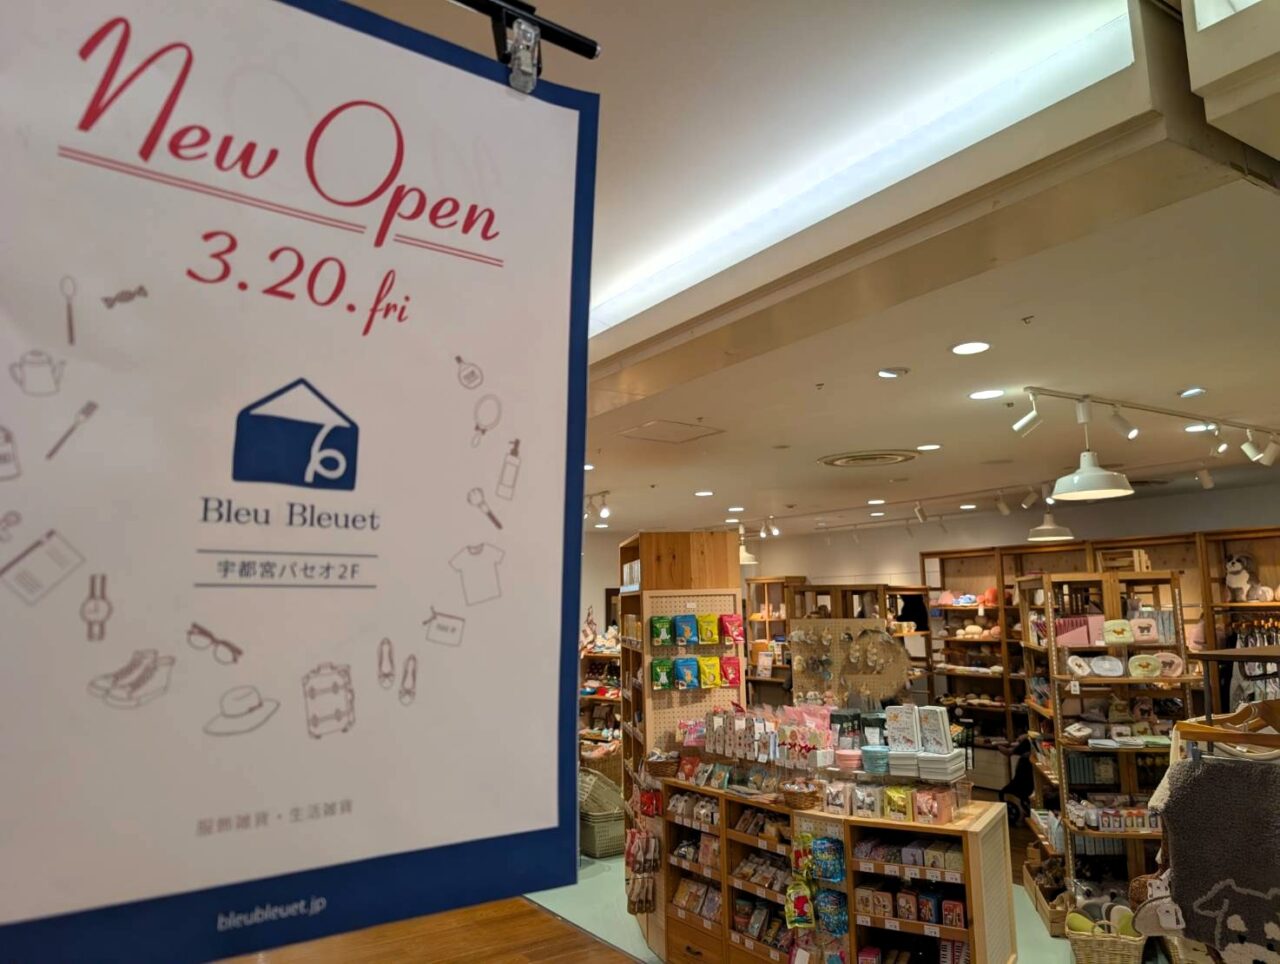 New Open
3.20.fri
Bleu Bleuet
宇都宮パセオ2F
服飾雑貨・生活雑貨
bleubleuet.jp